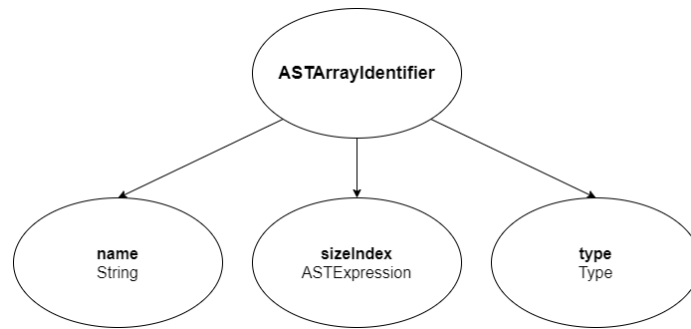 ASTArrayIdentifier
name
String
sizeIndex
ASTExpression
type
Type